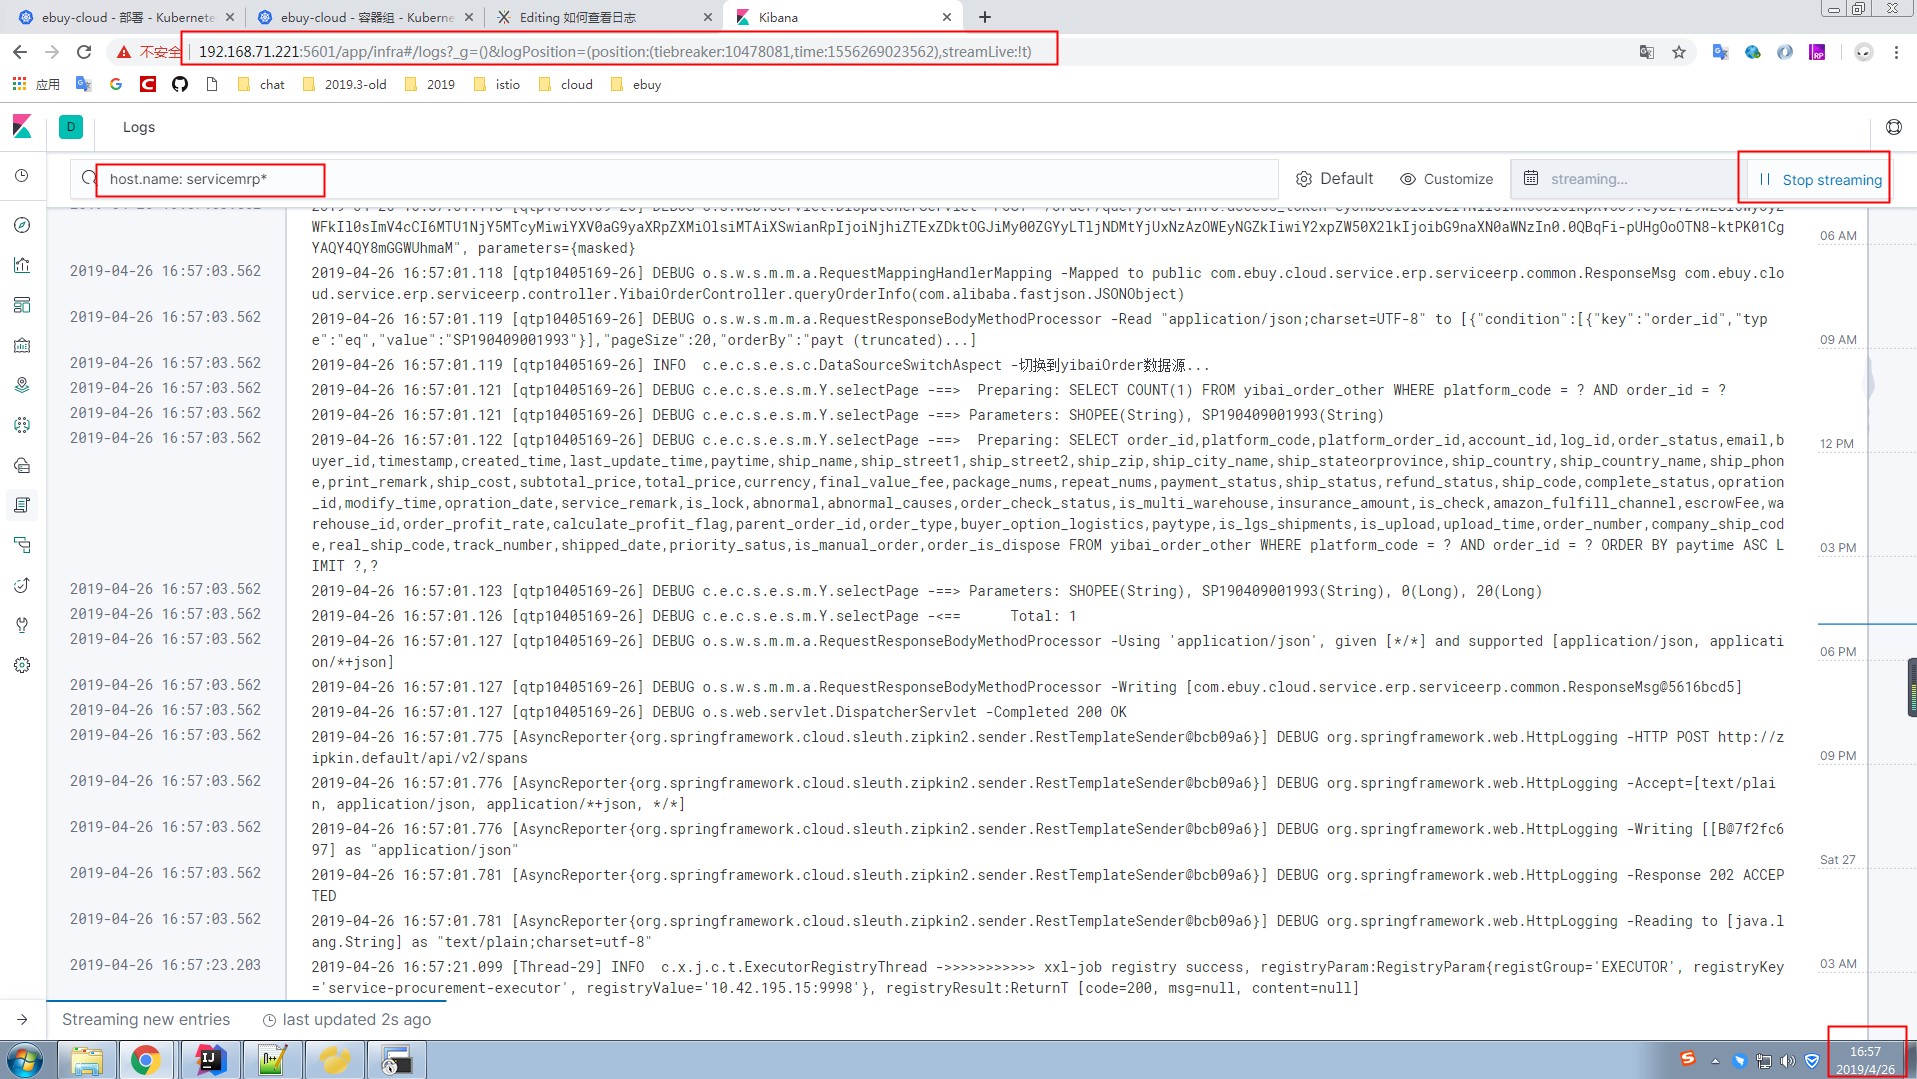 ebuy-cloud - 部署 - Kubernete
ebuy-cloud - 容器组 - Kuberne
Editing 如何查看日志
Kibana
不安全
192.168.71.221:5601/app/infra#/logs?_g=()&logPosition=(position:(tiebreaker:10478081,time:1556269023562),streamLive:!t)
应用
chat
2019.3-old
2019
istio
cloud
ebuy
D
Logs
host.name: servicemrp*
Default
Customize
streaming...
Stop streaming
YAQY4QY8mGGWUhmaM", parameters={masked}
2019-04-26 16:57:03.562
2019-04-26 16:57:01.118 [qtp10405169-26] DEBUG o.s.w.s.m.m.a.RequestMappingHandlerMapping -Mapped to public com.ebuy.cloud.service.erp.serviceerp.common.ResponseMsg com.ebuy.clo
ud.service.erp.serviceerp.controller.YibaiOrderController.queryOrderInfo(com.alibaba.fastjson.JSONObject)
2019-04-26 16:57:03.562
2019-04-26 16:57:01.119 [qtp10405169-26] DEBUG o.s.w.s.m.m.a.RequestResponseBodyMethodProcessor -Read "application/json;charset=UTF-8" to [{"condition":[{"key":"order_id","typ
e":"eq","value":"SP190409001993"}],"pageSize":20,"orderBy":"payt (truncated)...]
2019-04-26 16:57:03.562
2019-04-26 16:57:01.119 [qtp10405169-26] INFO  c.e.c.s.e.s.c.DataSourceSwitchAspect -切换到yibaiOrder数据源...
2019-04-26 16:57:03.562
2019-04-26 16:57:01.121 [qtp10405169-26] DEBUG c.e.c.s.e.s.m.Y.selectPage -==>  Preparing: SELECT COUNT(1) FROM yibai_order_other WHERE platform_code = ? AND order_id = ?
2019-04-26 16:57:03.562
2019-04-26 16:57:01.121 [qtp10405169-26] DEBUG c.e.c.s.e.s.m.Y.selectPage -==> Parameters: SHOPEE(String), SP190409001993(String)
2019-04-26 16:57:03.562
2019-04-26 16:57:01.122 [qtp10405169-26] DEBUG c.e.c.s.e.s.m.Y.selectPage -==>  Preparing: SELECT order_id,platform_code,platform_order_id,account_id,log_id,order_status,email,b
uyer_id,timestamp,created_time,last_update_time,paytime,ship_name,ship_street1,ship_street2,ship_zip,ship_city_name,ship_stateorprovince,ship_country,ship_country_name,ship_phon
e,print_remark,ship_cost,subtotal_price,total_price,currency,final_value_fee,package_nums,repeat_nums,payment_status,ship_status,refund_status,ship_code,complete_status,opration
_id,modify_time,opration_date,service_remark,is_lock,abnormal,abnormal_causes,order_check_status,is_multi_warehouse,insurance_amount,is_check,amazon_fulfill_channel,escrowFee,wa
rehouse_id,order_profit_rate,calculate_profit_flag,parent_order_id,order_type,buyer_option_logistics,paytype,is_lgs_shipments,is_upload,upload_time,order_number,company_ship_cod
e,real_ship_code,track_number,shipped_date,priority_satus,is_manual_order,order_is_dispose FROM yibai_order_other WHERE platform_code = ? AND order_id = ? ORDER BY paytime ASC L
IMIT ?,?
2019-04-26 16:57:03.562
2019-04-26 16:57:01.123 [qtp10405169-26] DEBUG c.e.c.s.e.s.m.Y.selectPage -==> Parameters: SHOPEE(String), SP190409001993(String), 0(Long), 20(Long)
2019-04-26 16:57:03.562
2019-04-26 16:57:01.126 [qtp10405169-26] DEBUG c.e.c.s.e.s.m.Y.selectPage -<==      Total: 1
2019-04-26 16:57:03.562
2019-04-26 16:57:01.127 [qtp10405169-26] DEBUG o.s.w.s.m.m.a.RequestResponseBodyMethodProcessor -Using 'application/json', given [*/*] and supported [application/json, applicati
on/*+json]
2019-04-26 16:57:03.562
2019-04-26 16:57:01.127 [qtp10405169-26] DEBUG o.s.w.s.m.m.a.RequestResponseBodyMethodProcessor -Writing [com.ebuy.cloud.service.erp.serviceerp.common.ResponseMsg@5616bcd5]
2019-04-26 16:57:03.562
2019-04-26 16:57:01.127 [qtp10405169-26] DEBUG o.s.web.servlet.DispatcherServlet -Completed 200 OK
2019-04-26 16:57:03.562
2019-04-26 16:57:01.775 [AsyncReporter{org.springframework.cloud.sleuth.zipkin2.sender.RestTemplateSender@bcb09a6}] DEBUG org.springframework.web.HttpLogging -HTTP POST http://z
ipkin.default/api/v2/spans
2019-04-26 16:57:03.562
2019-04-26 16:57:01.776 [AsyncReporter{org.springframework.cloud.sleuth.zipkin2.sender.RestTemplateSender@bcb09a6}] DEBUG org.springframework.web.HttpLogging -Accept=[text/plai
n, application/json, application/*+json, */*]
2019-04-26 16:57:03.562
2019-04-26 16:57:01.776 [AsyncReporter{org.springframework.cloud.sleuth.zipkin2.sender.RestTemplateSender@bcb09a6}] DEBUG org.springframework.web.HttpLogging -Writing [[B@7f2fc6
97] as "application/json"
2019-04-26 16:57:03.562
2019-04-26 16:57:01.781 [AsyncReporter{org.springframework.cloud.sleuth.zipkin2.sender.RestTemplateSender@bcb09a6}] DEBUG org.springframework.web.HttpLogging -Response 202 ACCEP
TED
2019-04-26 16:57:03.562
2019-04-26 16:57:01.781 [AsyncReporter{org.springframework.cloud.sleuth.zipkin2.sender.RestTemplateSender@bcb09a6}] DEBUG org.springframework.web.HttpLogging -Reading to [java.l
ang.String] as "text/plain;charset=utf-8"
2019-04-26 16:57:23.203
2019-04-26 16:57:21.099 [Thread-29] INFO  c.x.j.c.t.ExecutorRegistryThread ->>>>>>>>>>> xxl-job registry success, registryParam:RegistryParam{registGroup='EXECUTOR', registryKey
='service-procurement-executor', registryValue='10.42.195.15:9998'}, registryResult:ReturnT [code=200, msg=null, content=null]
06 AM
09 AM
12 PM
03 PM
06 PM
09 PM
Sat 27
03 AM
Streaming new entries
last updated 2s ago
16:57
2019/4/26